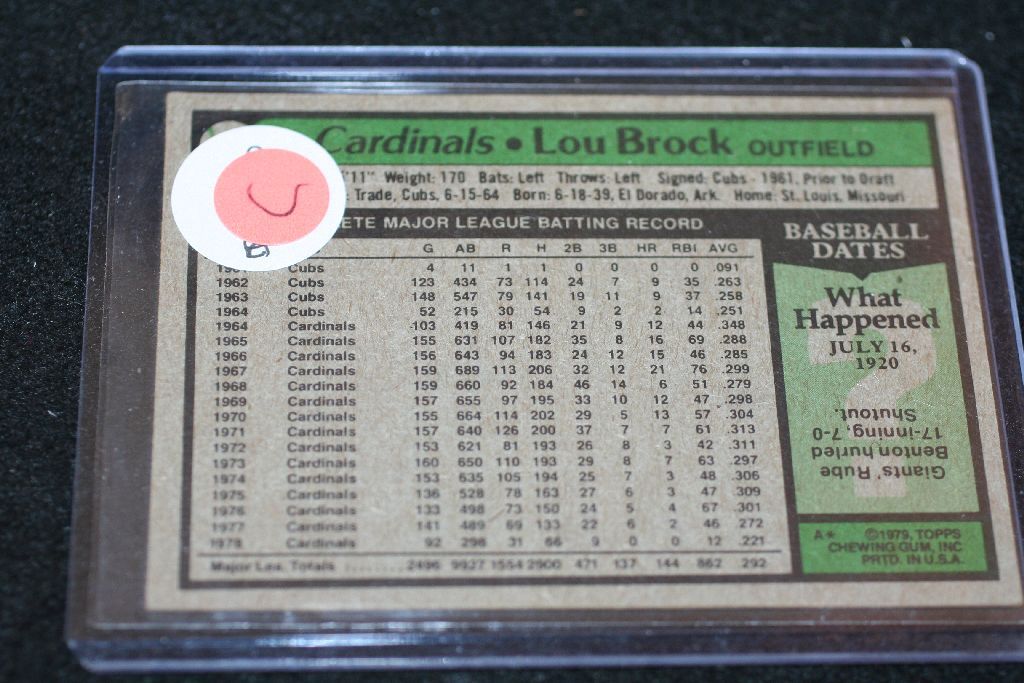 Cardinals • Lou Brock OUTFIELD
'11" Weight: 170 Bats: Left Throws: Left Signed: Cubs - 1961, Prior to Draft
Trade, Cubs, 6-15-64 Born: 6-18-39, El Dorado, Ark. Home: St. Louis, Missouri
ETE MAJOR LEAGUE BATTING RECORD
G AB R H 2B 3B HR RBI AVG
1961 Cubs 4 11 1 1 0 0 0 0 .091
1962 Cubs 123 434 73 114 24 7 9 35 .263
1963 Cubs 148 547 79 141 19 11 9 37 .258
1964 Cubs 52 215 30 54 9 2 2 14 .251
1964 Cardinals 103 419 81 146 21 9 12 44 .348
1965 Cardinals 155 631 107 182 35 8 16 69 .288
1966 Cardinals 156 643 94 183 24 12 15 46 .285
1967 Cardinals 159 689 113 206 32 12 21 76 .299
1968 Cardinals 159 660 92 184 46 14 6 51 .279
1969 Cardinals 157 655 97 195 33 10 12 47 .298
1970 Cardinals 155 664 114 202 29 5 13 57 .304
1971 Cardinals 157 640 126 200 37 7 7 61 .313
1972 Cardinals 153 621 81 193 26 8 3 42 .311
1973 Cardinals 160 650 110 193 29 8 7 63 .297
1974 Cardinals 153 635 105 194 25 7 3 48 .306
1975 Cardinals 136 528 78 163 27 6 3 47 .309
1976 Cardinals 133 498 73 150 24 5 4 67 .301
1977 Cardinals 141 489 69 133 22 6 2 46 .272
1978 Cardinals 92 298 31 66 9 0 0 12 .221
Major Lea. Totals 2496 9937 1554 2900 471 137 144 862 .292
BASEBALL
DATES
What
Happened
JULY 16,
1920
?
Giants' Rube
Benton hurled
17-inning, 7-0
Shutout.
A* ©1979, TOPPS
CHEWING GUM, INC
PRTD. IN U.S.A.